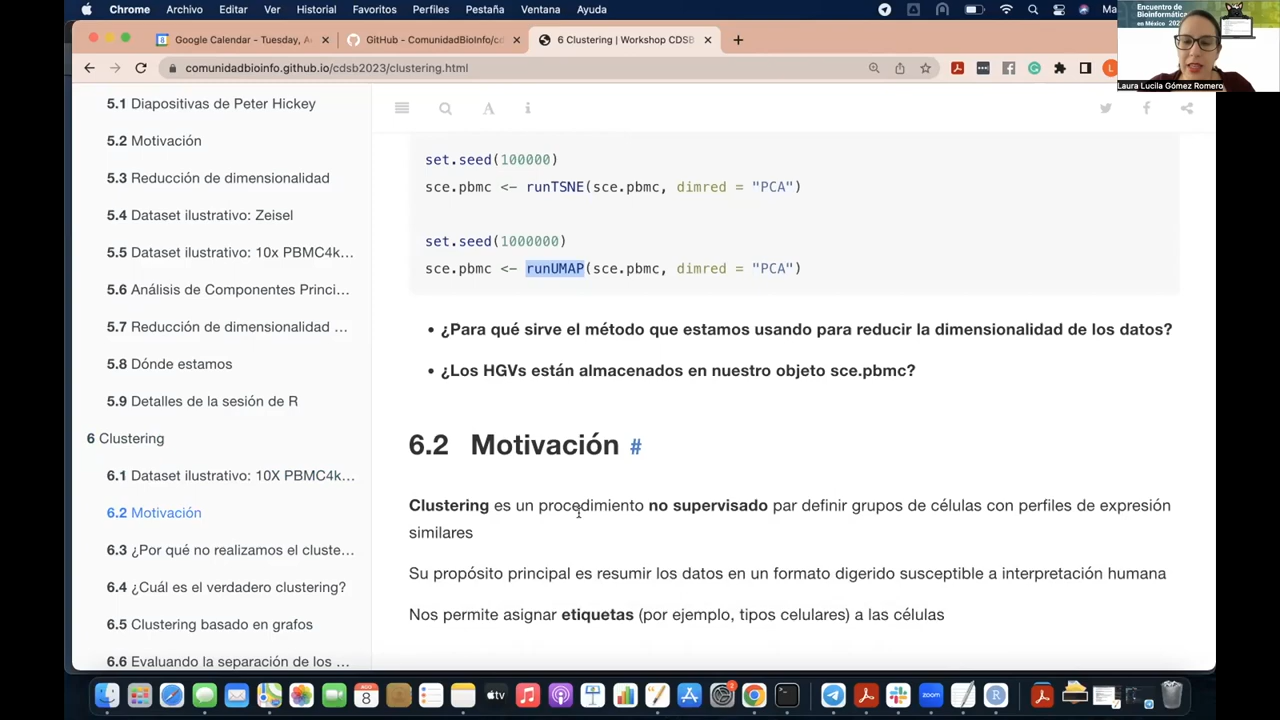 Chrome Archivo Editar Ver Historial Favoritos Perfiles Pestaña Ventana Ayuda
Encuentro de
Bioinformática
Laura Lucila Gómez Romero
Google Calendar - Tuesday, A
GitHub - ComunidadBioInfo/cd
6 Clustering | Workshop CDSB
comunidadbioinfo.github.io/cdsb2023/clustering.html
5.1 Diapositivas de Peter Hickey
5.2 Motivación
5.3 Reducción de dimensionalidad
5.4 Dataset ilustrativo: Zeisel
5.5 Dataset ilustrativo: 10x PBMC4k…
5.6 Análisis de Componentes Princi…
5.7 Reducción de dimensionalidad …
5.8 Dónde estamos
5.9 Detalles de la sesión de R
6 Clustering
6.1 Dataset ilustrativo: 10X PBMC4k…
6.2 Motivación
6.3 ¿Por qué no realizamos el cluste…
6.4 ¿Cuál es el verdadero clustering?
6.5 Clustering basado en grafos
6.6 Evaluando la separación de los …
set.seed(100000)
sce.pbmc <- runTSNE(sce.pbmc, dimred = "PCA")
set.seed(1000000)
sce.pbmc <- runUMAP(sce.pbmc, dimred = "PCA")
• ¿Para qué sirve el método que estamos usando para reducir la dimensionalidad de los datos?
• ¿Los HGVs están almacenados en nuestro objeto sce.pbmc?
6.2 Motivación #
Clustering es un procedimiento no supervisado par definir grupos de células con perfiles de expresión
similares
Su propósito principal es resumir los datos en un formato digerido susceptible a interpretación humana
Nos permite asignar etiquetas (por ejemplo, tipos celulares) a las células